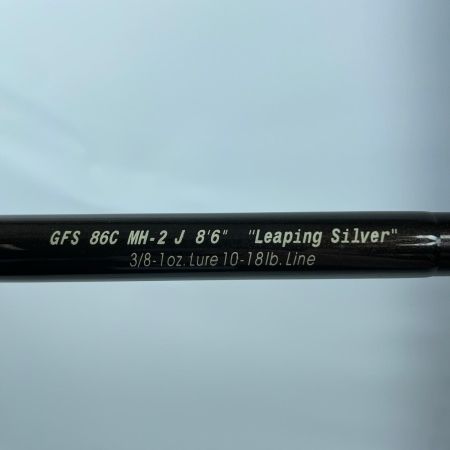 GFS 86C MH-2 J 8'6" "Leaping Silver"
3/8-1oz. Lure 10-18lb. Line